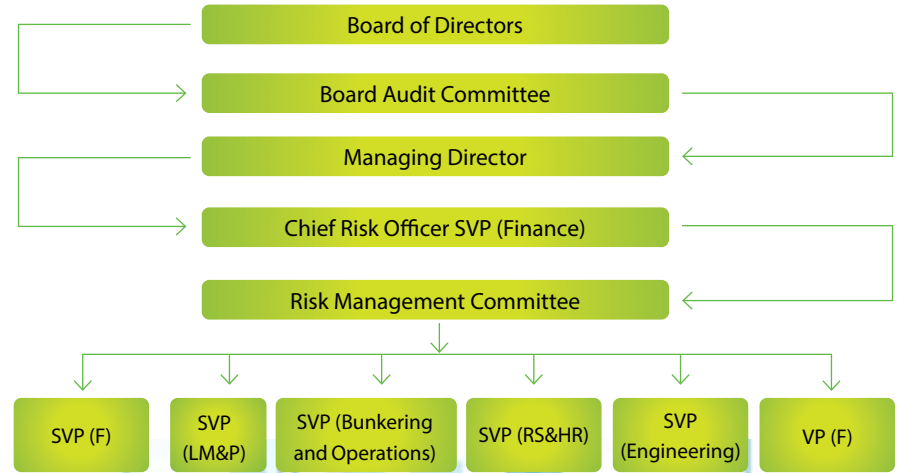 Board of Directors
Board Audit Committee
Managing Director
Chief Risk Officer SVP (Finance)
Risk Management Committee
SVP (F)
SVP
(LM&P)
SVP (Bunkering
and Operations)
SVP (RS&HR)
SVP
(Engineering)
VP (F)